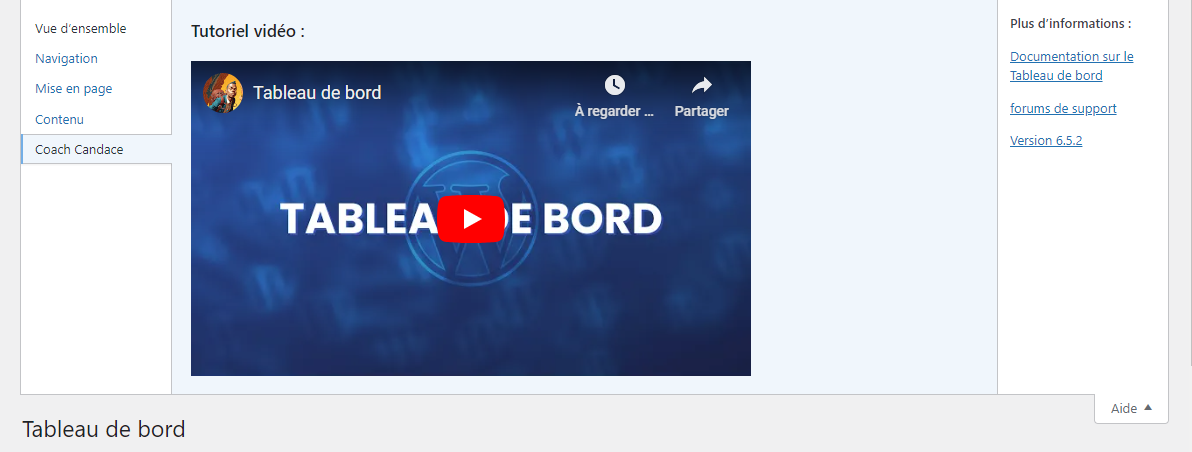 Vue d’ensemble
Navigation
Mise en page
Contenu
Coach Candace
Tutoriel vidéo :
Tableau de bord
À regarder ...
Partager
TABLEA DE BORD
Plus d’informations :
Documentation sur le
Tableau de bord
forums de support
Version 6.5.2
Aide
Tableau de bord